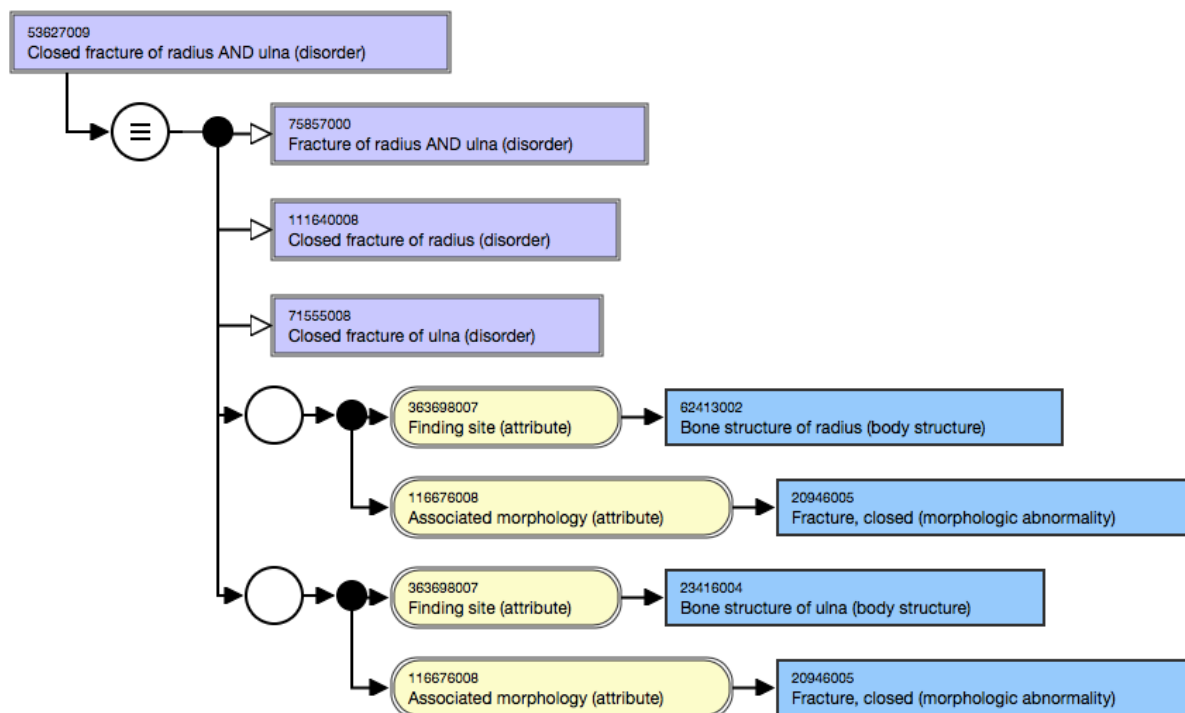 53627009
Closed fracture of radius AND ulna (disorder)
75857000
Fracture of radius AND ulna (disorder)
111640008
Closed fracture of radius (disorder)
71555008
Closed fracture of ulna (disorder)
363698007
Finding site (attribute)
62413002
Bone structure of radius (body structure)
116676008
Associated morphology (attribute)
20946005
Fracture, closed (morphologic abnormality)
363698007
Finding site (attribute)
23416004
Bone structure of ulna (body structure)
116676008
Associated morphology (attribute)
20946005
Fracture, closed (morphologic abnormality)